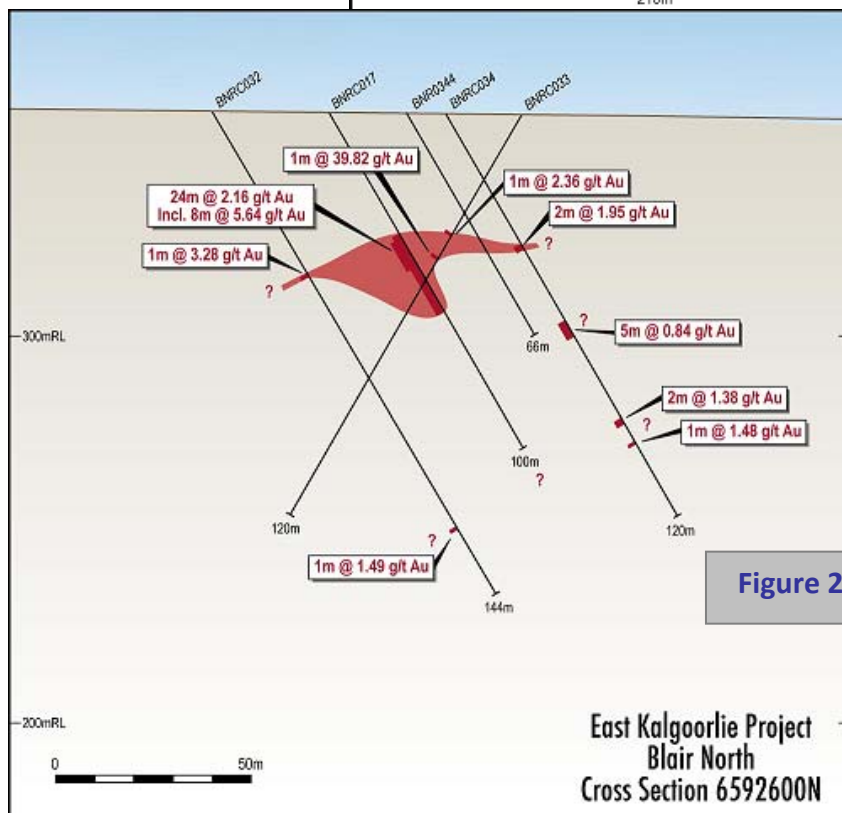 210m
BNRC032
BNRC017
BNR0344
BNRC034
BNRC033
1m @ 39.82 g/t Au
1m @ 2.36 g/t Au
24m @ 2.16 g/t Au
Incl. 8m @ 5.64 g/t Au
2m @ 1.95 g/t Au
?
1m @ 3.28 g/t Au
?
300mRL
?
5m @ 0.84 g/t Au
66m
2m @ 1.38 g/t Au
?
1m @ 1.48 g/t Au
100m
?
120m
120m
?
1m @ 1.49 g/t Au
144m
Figure 2
200mRL
0 50m
East Kalgoorlie Project
Blair North
Cross Section 6592600N